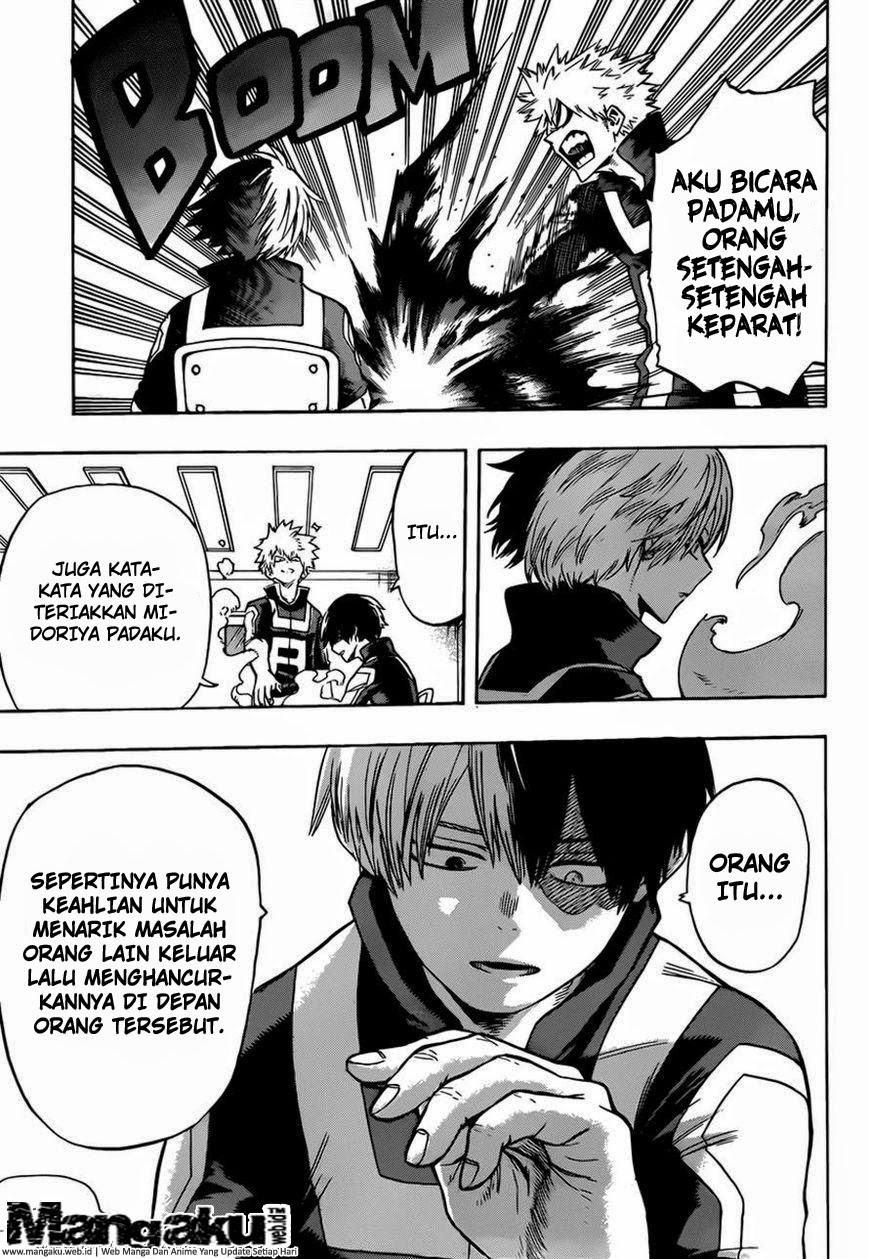 BOOM
AKU BICARA
PADAMU,
ORANG
SETENGAH-
SETENGAH
KEPARAT!
ITU...
JUGA KATA-
KATA YANG DI-
TERIAKKAN MI-
DORIYA PADAKU.
ORANG
ITU...
SEPERTINYA PUNYA
KEAHLIAN UNTUK
MENARIK MASALAH
ORANG LAIN KELUAR
LALU MENGHANCUR-
KANNYA DI DEPAN
ORANG TERSEBUT.
Mangaku
www.mangaku.web.id | Web Manga Dan Anime Yang Update Setiap Hari